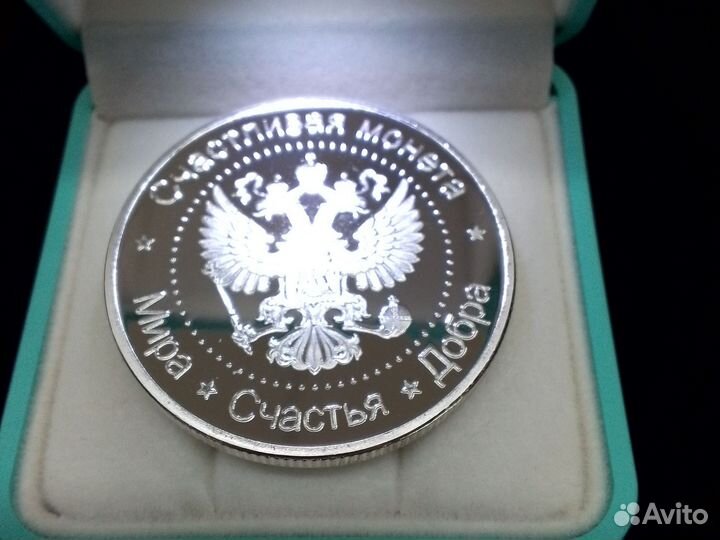 Счастливая монета
Мира ★ Счастья ★ Добра
Avito